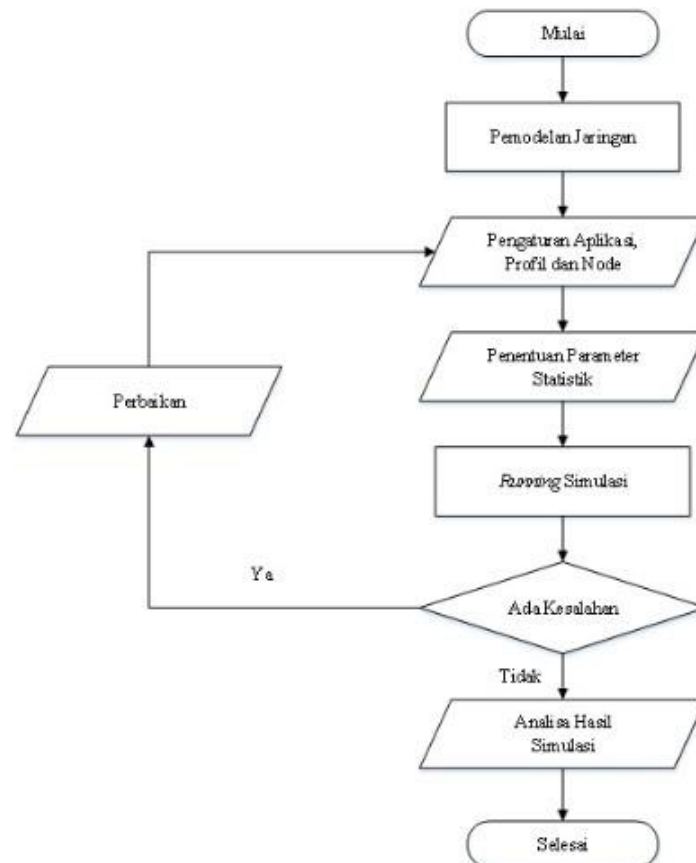 Mulai
Pemodelan Jaringan
Pengaturan Aplikasi,
Profil dan Node
Penentuan Parameter
Statistik
Perbaikan
Running Simulasi
Ya
Ada Kesalahan
Tidak
Analisa Hasil
Simulasi
Selesai